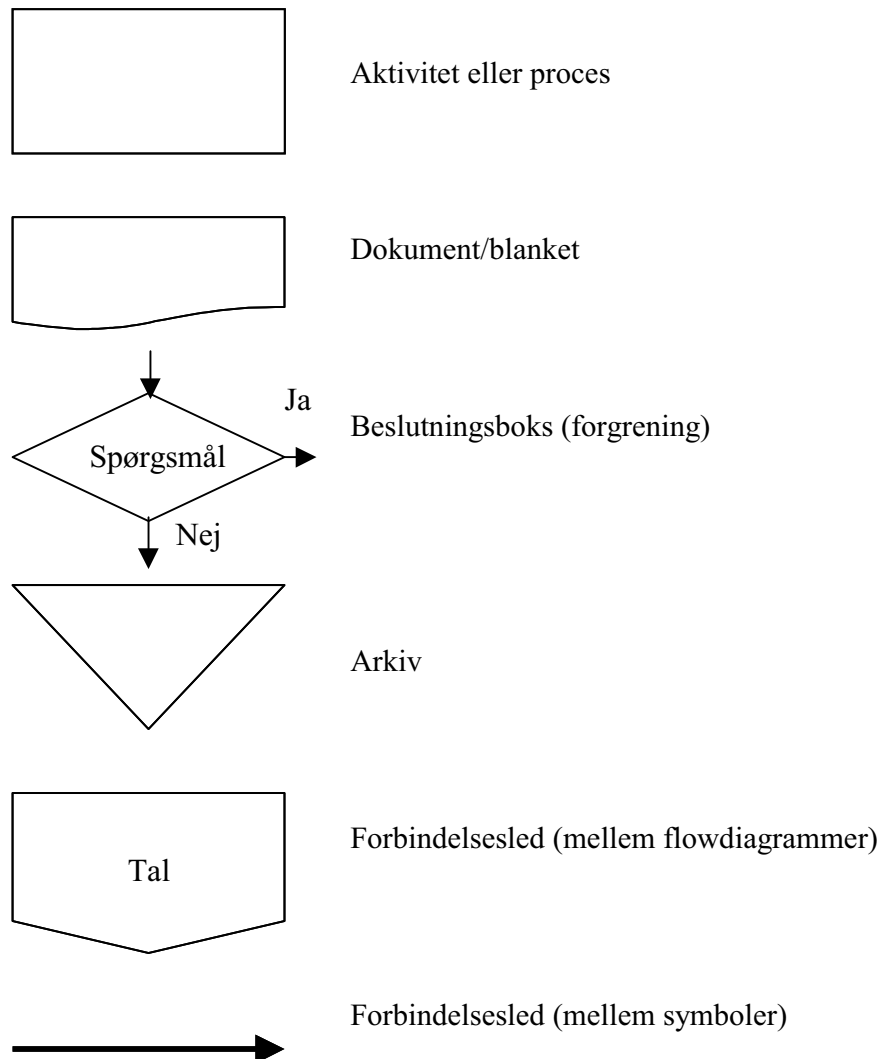 Aktivitet eller proces
Dokument/blanket
Ja
Beslutningsboks (forgrening)
Spørgsmål
Nej
Arkiv
Forbindelsesled (mellem flowdiagrammer)
Tal
Forbindelsesled (mellem symboler)